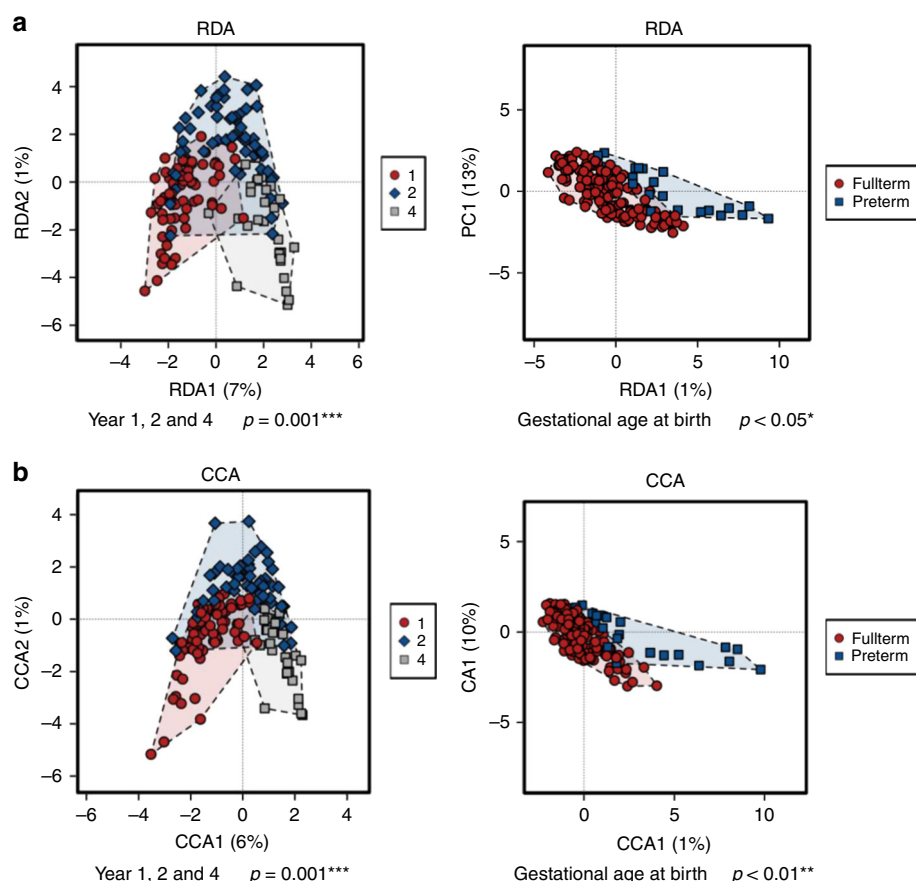 a
RDA
RDA2 (1%)
4
2
0
−2
−4
−6
−4
−2
0
2
4
6
RDA1 (7%)
1
2
4
Year 1, 2 and 4 p = 0.001***
RDA
PC1 (13%)
5
0
−5
−5
0
5
10
RDA1 (1%)
Fullterm
Preterm
Gestational age at birth p < 0.05*
b
CCA
CCA2 (1%)
4
2
0
−2
−4
−6
−6
−4
−2
0
2
4
CCA1 (6%)
1
2
4
Year 1, 2 and 4 p = 0.001***
CCA
CA1 (10%)
5
0
−5
0
5
10
CCA1 (1%)
Fullterm
Preterm
Gestational age at birth p < 0.01**